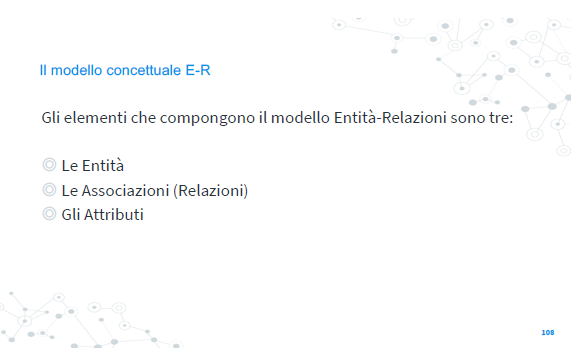 Il modello concettuale E-R
Gli elementi che compongono il modello Entità-Relazioni sono tre:
Le Entità
Le Associazioni (Relazioni)
Gli Attributi
108